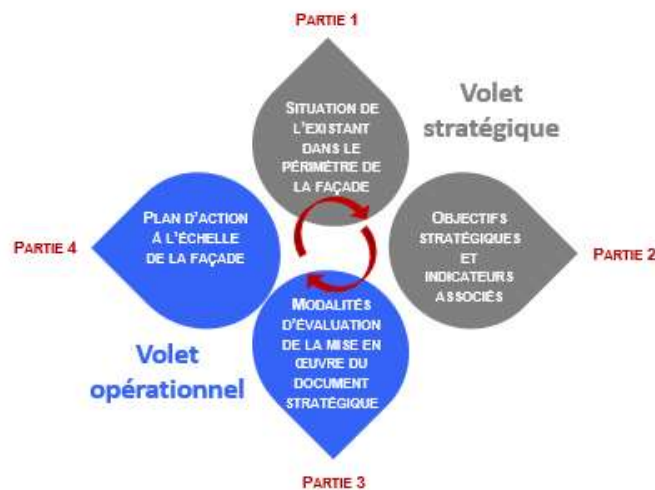 PARTIE 1
SITUATION DE
L'EXISTANT
DANS LE
PÉRIMÈTRE DE
LA FAÇADE
Volet
stratégique
PARTIE 2
OBJECTIFS
STRATÉGIQUES
ET
INDICATEURS
ASSOCIÉS
PARTIE 3
MODALITÉS
D'ÉVALUATION
DE LA MISE EN
ŒUVRE DU
DOCUMENT
STRATÉGIQUE
PARTIE 4
PLAN D'ACTION
À L'ÉCHELLE
DE LA FAÇADE
Volet
opérationnel